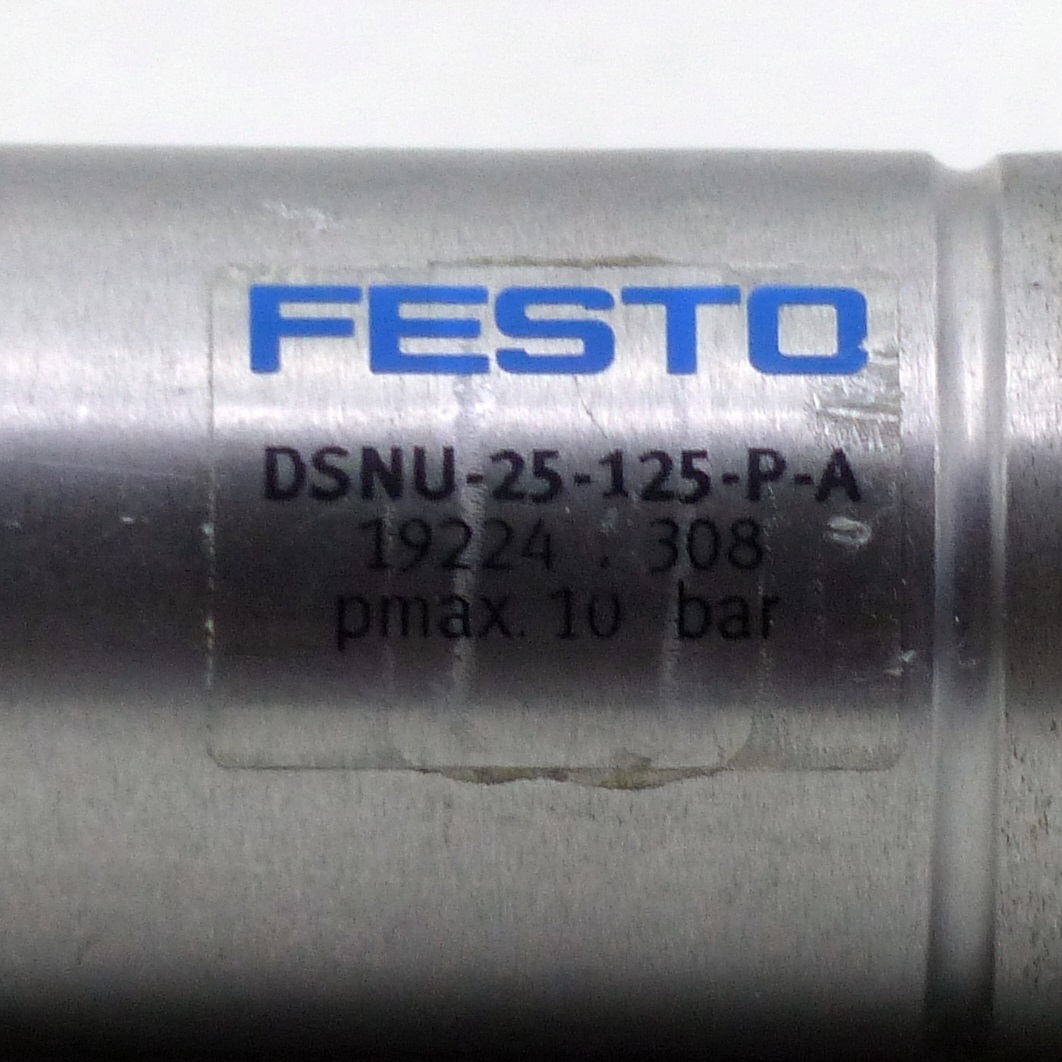 FESTO
DSNU-25-125-P-A
19224 . 308
pmax. 10 bar